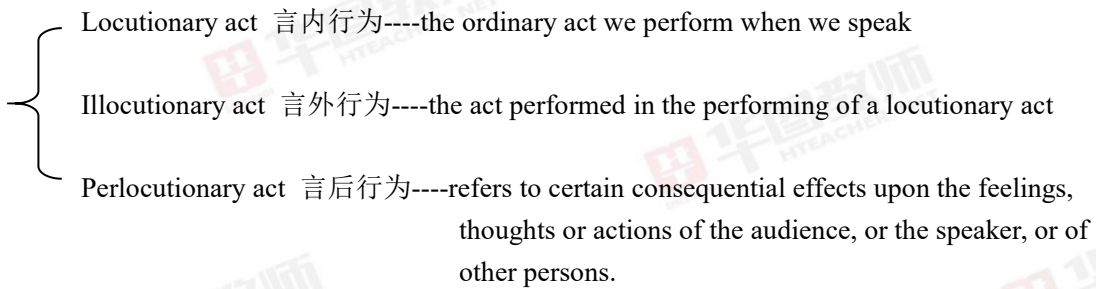 Locutionary act 言内行为----the ordinary act we perform when we speak
Illocutionary act 言外行为----the act performed in the performing of a locutionary act
Perlocutionary act 言后行为----refers to certain consequential effects upon the feelings,
thoughts or actions of the audience, or the speaker, or of
other persons.